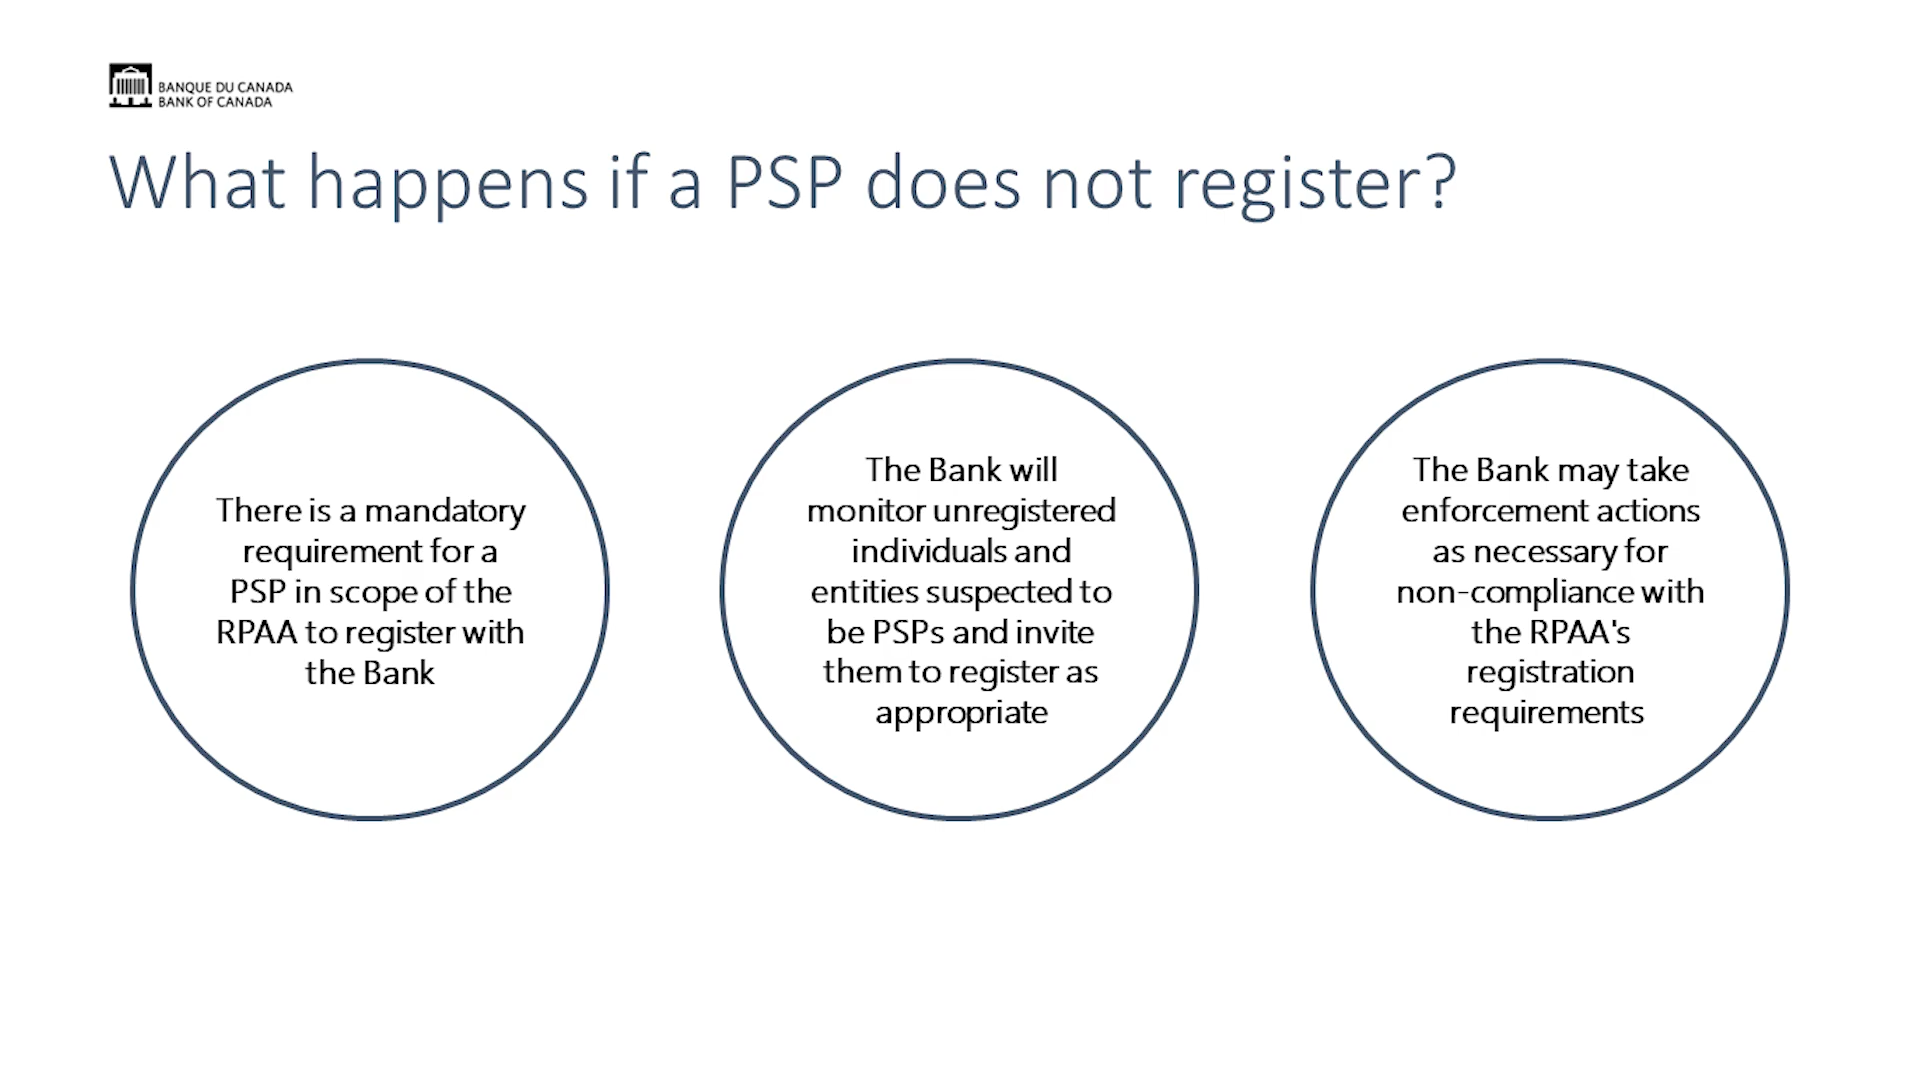 BANQUE DU CANADA
BANK OF CANADA
What happens if a PSP does not register?
There is a mandatory
requirement for a
PSP in scope of the
RPAA to register with
the Bank
The Bank will
monitor unregistered
individuals and
entities suspected to
be PSPs and invite
them to register as
appropriate
The Bank may take
enforcement actions
as necessary for
non-compliance with
the RPAA's
registration
requirements